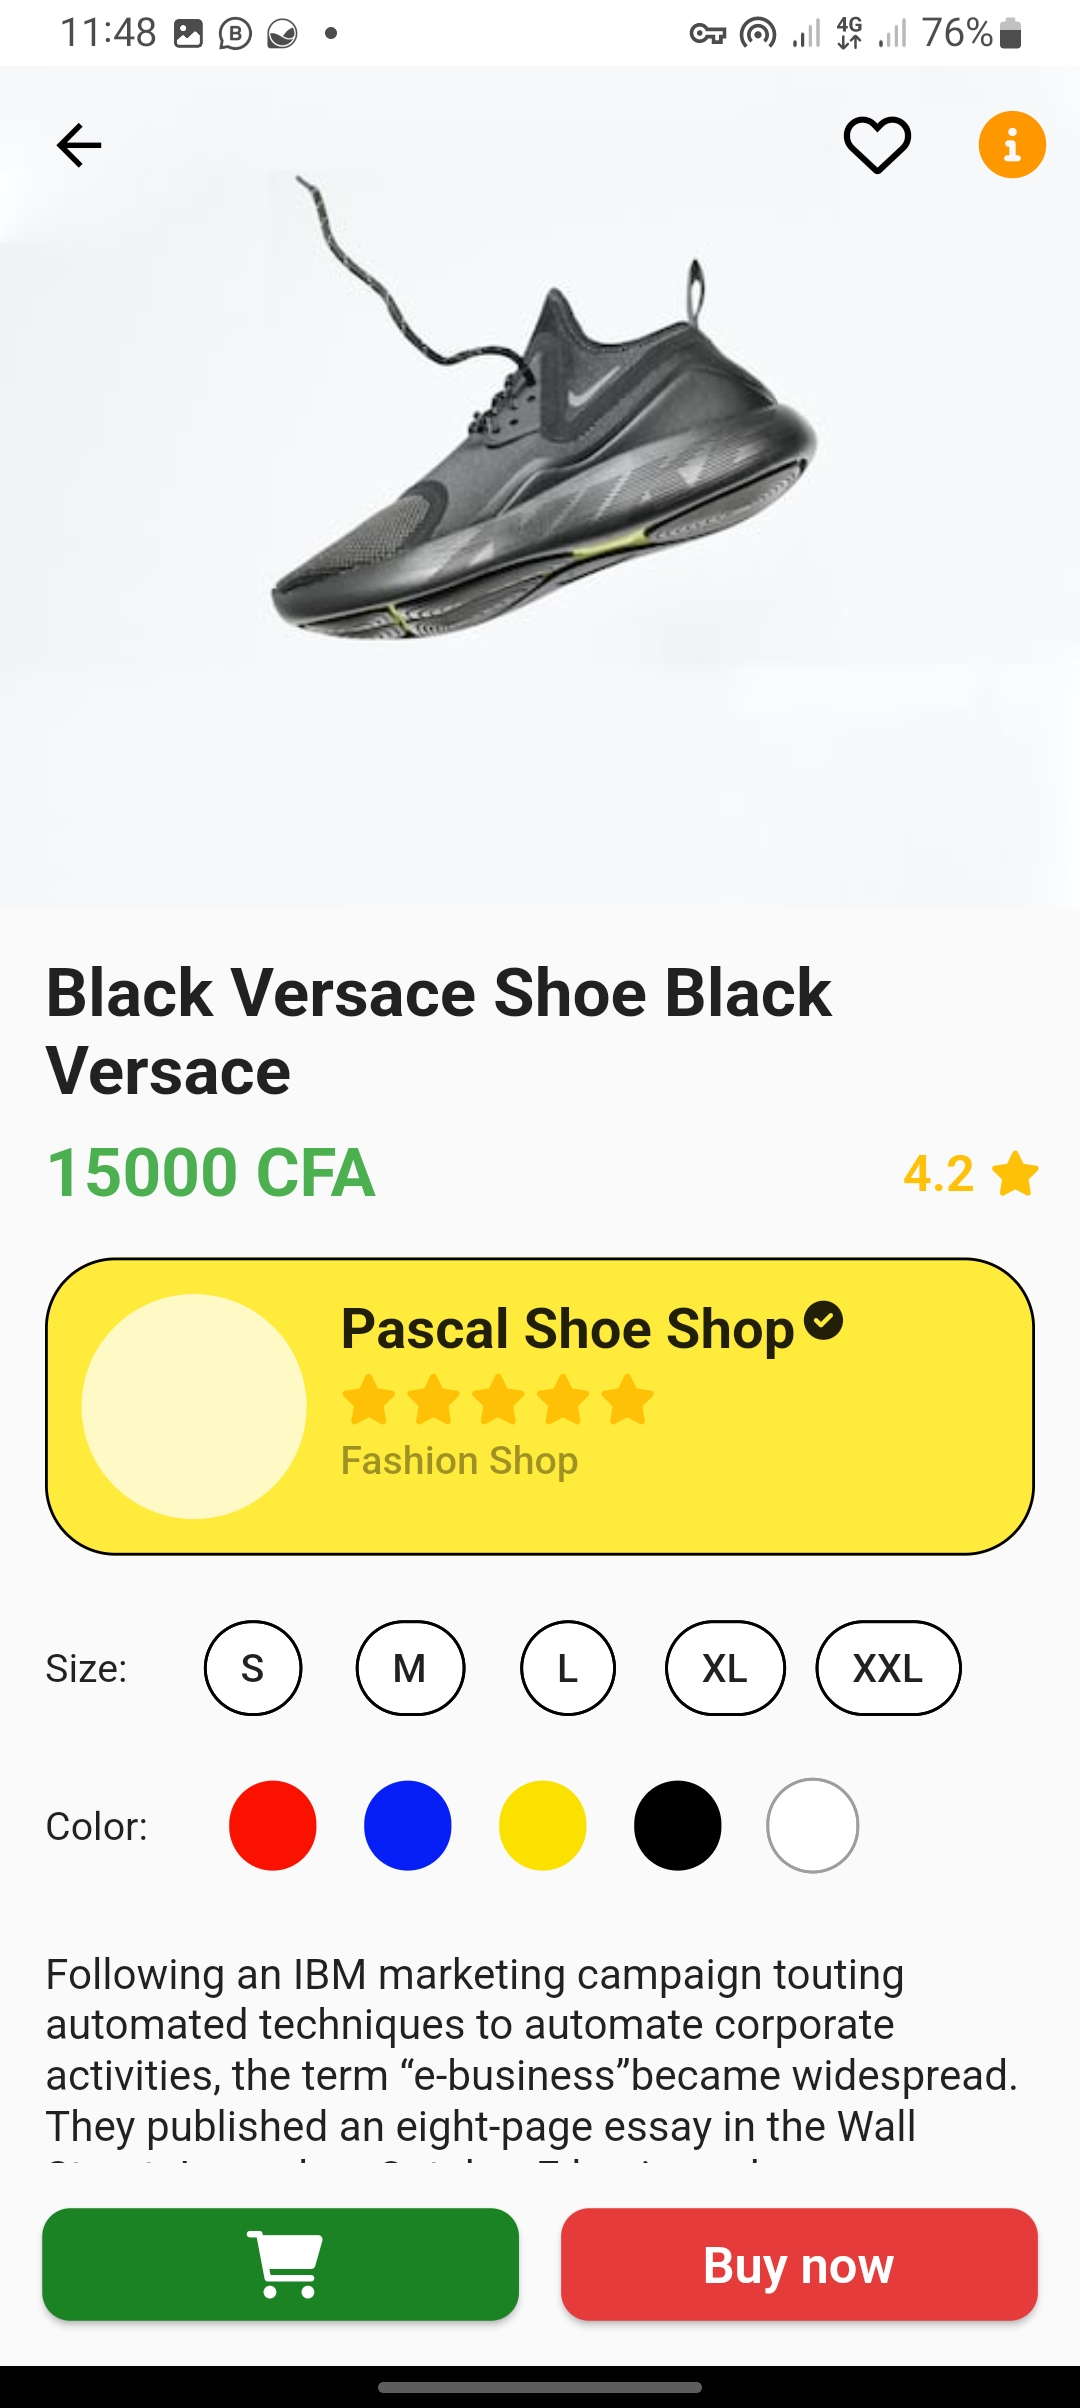 11:48
4G
76%
Black Versace Shoe Black
Versace
15000 CFA
4.2
Pascal Shoe Shop
Fashion Shop
Size:
S
M
L
XL
XXL
Color:
Following an IBM marketing campaign touting
automated techniques to automate corporate
activities, the term “e-business”became widespread.
They published an eight-page essay in the Wall
Buy now